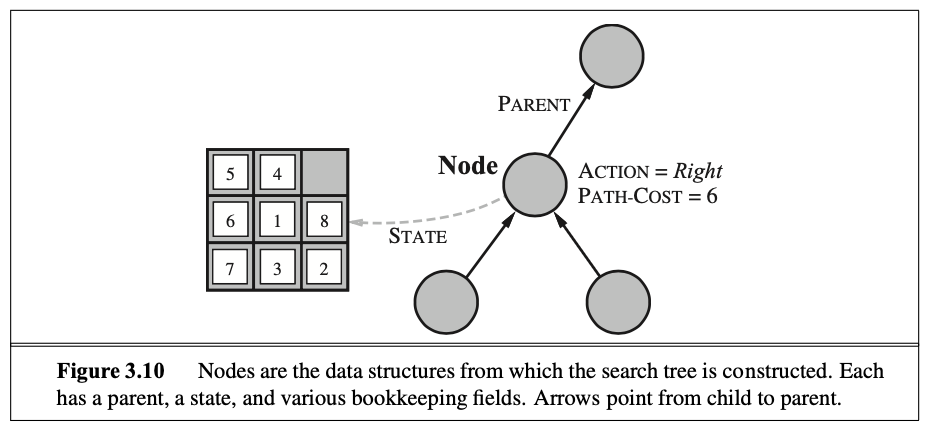 PARENT
Node
ACTION = Right
PATH-COST = 6
5 4
6 1 8
7 3 2
STATE
Figure 3.10 Nodes are the data structures from which the search tree is constructed. Each
has a parent, a state, and various bookkeeping fields. Arrows point from child to parent.